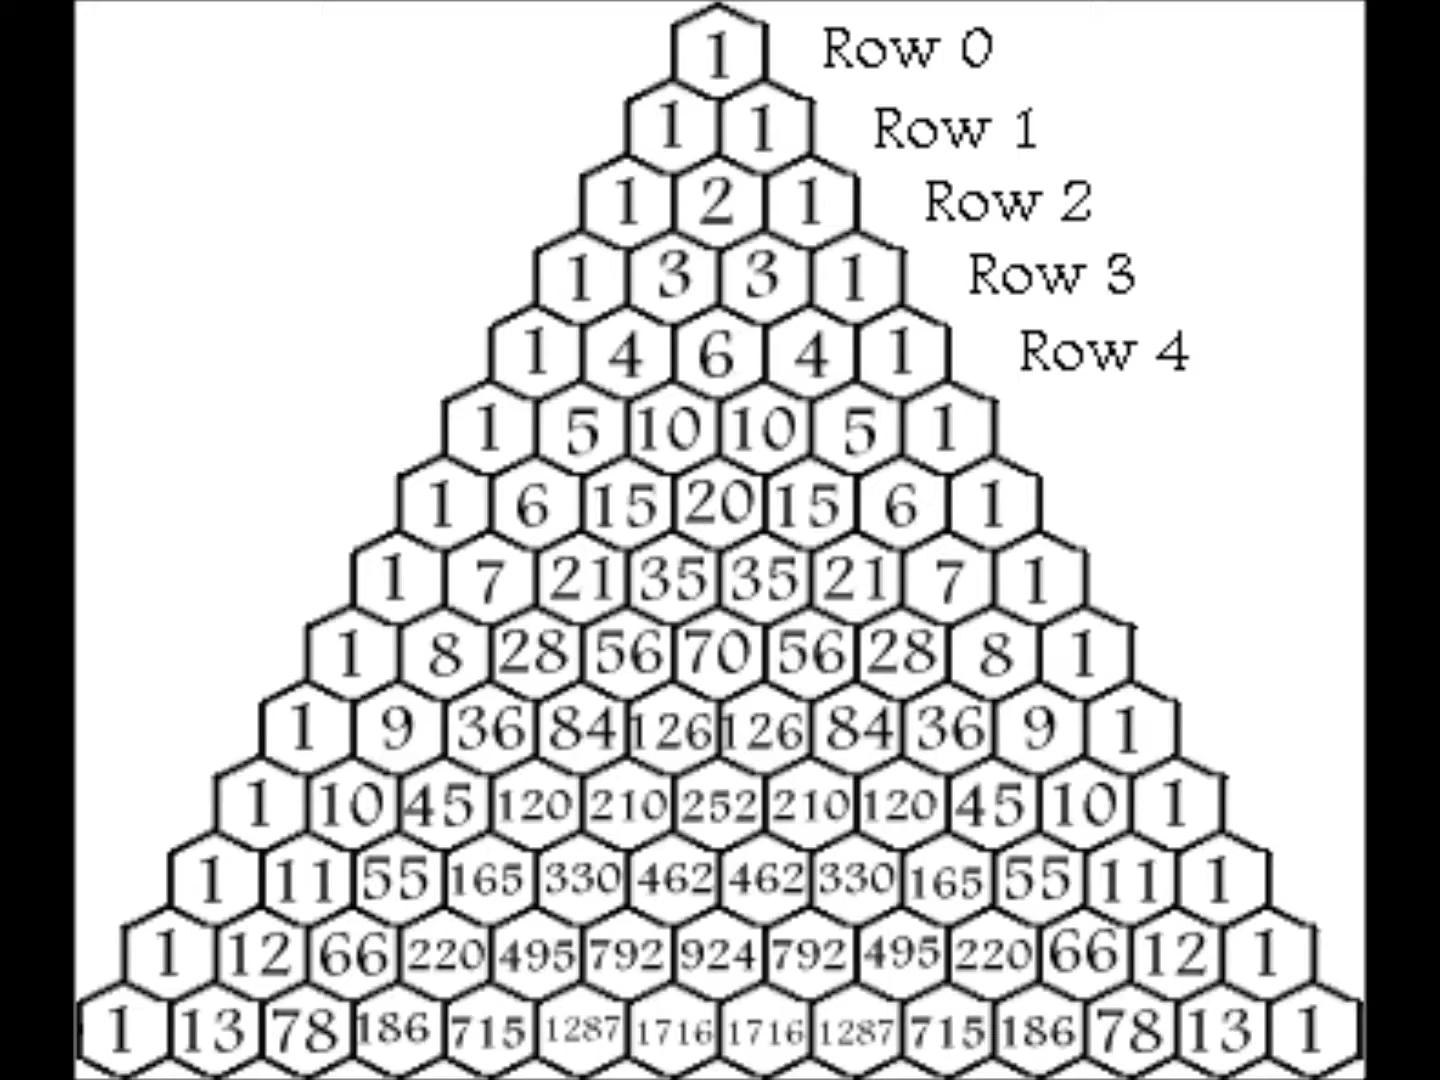 1 Row 0
1 1 Row 1
1 2 1 Row 2
1 3 3 1 Row 3
1 4 6 4 1 Row 4
1 5 10 10 5 1
1 6 15 20 15 6 1
1 7 21 35 35 21 7 1
1 8 28 56 70 56 28 8 1
1 9 36 84 126 126 84 36 9 1
1 10 45 120 210 252 210 120 45 10 1
1 11 55 165 330 462 462 330 165 55 11 1
1 12 66 220 495 792 924 792 495 220 66 12 1
1 13 78 186 715 1287 1716 1716 1287 715 186 78 13 1